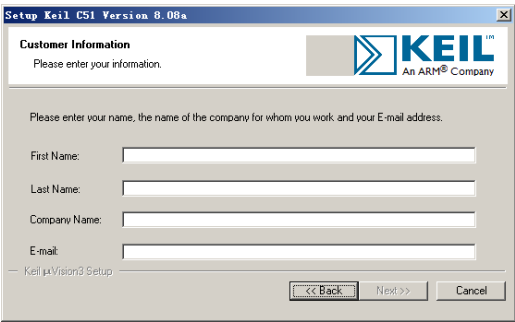 Setup Keil C51 Version 8.08a
Customer Information
Please enter your information.
KEIL™
An ARM® Company
Please enter your name, the name of the company for whom you work and your E-mail address.
First Name:
Last Name:
Company Name:
E-mail:
Keil µVision3 Setup
<< Back
Next >>
Cancel